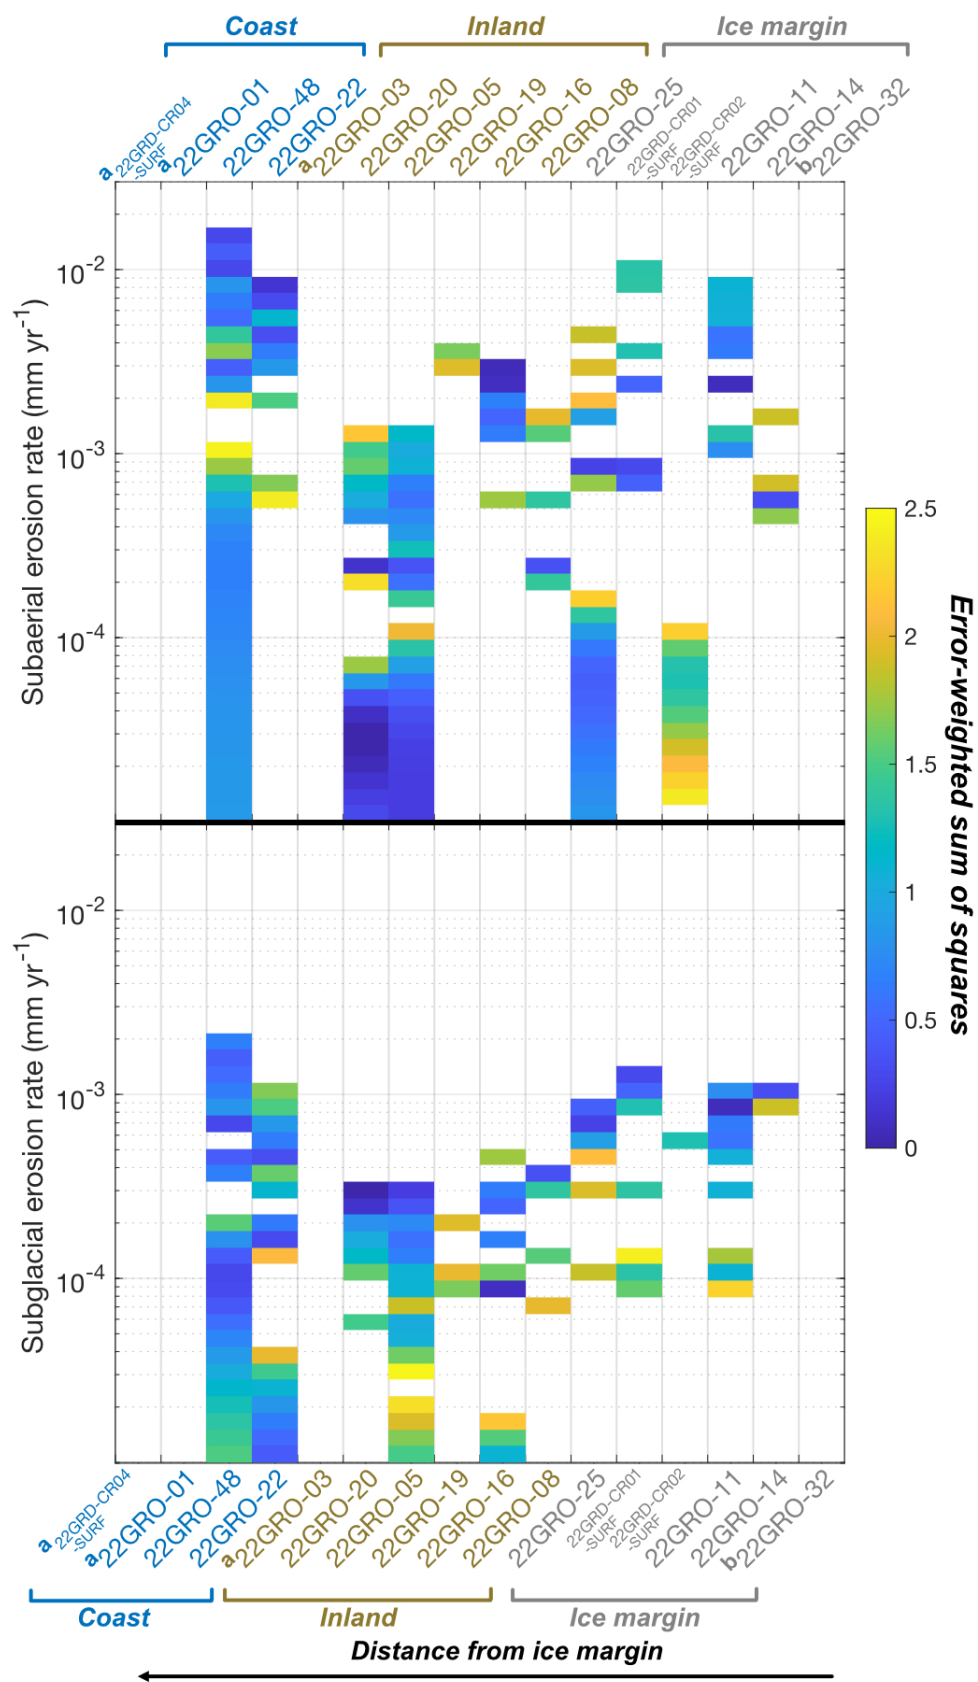 Coast Inland Ice margin
a 22GRD-CR04 -SURF
a 22GRO-01
22GRO-48
22GRO-22
a 22GRO-03
22GRO-20
22GRO-05
22GRO-19
22GRO-16
22GRO-08
22GRO-25
22GRD-CR01 -SURF
22GRD-CR02 -SURF
22GRO-11
22GRO-14
b 22GRO-32
Subaerial erosion rate (mm yr⁻¹)
10⁻²
10⁻³
10⁻⁴
Subglacial erosion rate (mm yr⁻¹)
10⁻²
10⁻³
10⁻⁴
2.5
2
1.5
1
0.5
0
Error-weighted sum of squares
a 22GRD-CR04 -SURF
a 22GRO-01
22GRO-48
22GRO-22
a 22GRO-03
22GRO-20
22GRO-05
22GRO-19
22GRO-16
22GRO-08
22GRO-25
22GRD-CR01 -SURF
22GRD-CR02 -SURF
22GRO-11
22GRO-14
b 22GRO-32
Coast Inland Ice margin
Distance from ice margin